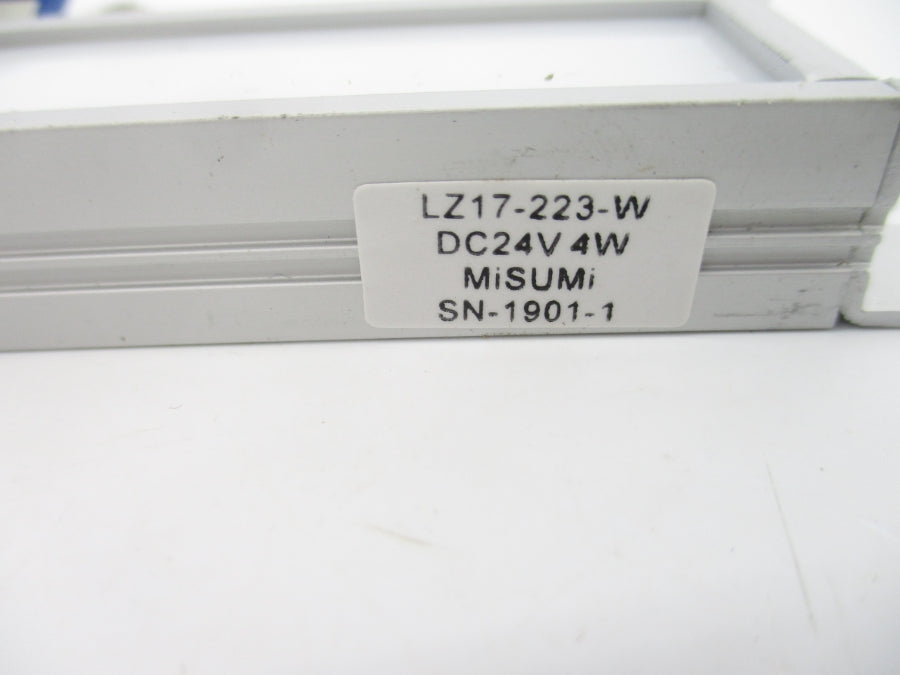 LZ17-223-W
DC24V 4W
MiSUMi
SN-1901-1